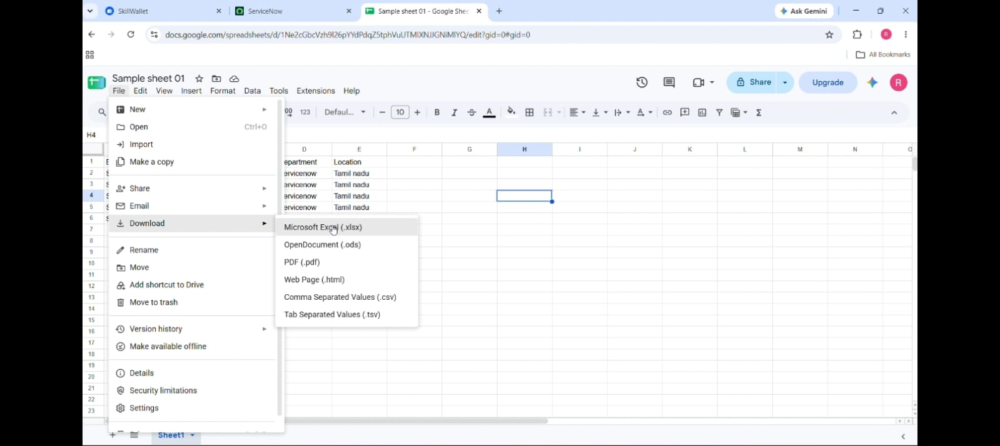 SkillWallet
ServiceNow
Sample sheet 01 - Google Shee
Ask Gemini
docs.google.com/spreadsheets/d/1Ne2cGbcVzh9I26pYYdPdqZ5tphVuUTMIXNJJGNiMIYQ/edit?gid=0#gid=0
R
All Bookmarks
Sample sheet 01
File Edit View Insert Format Data Tools Extensions Help
Share
Upgrade
R
123 Defaul... 10 B I A
H4
D E F G H I J K L M N O
1 epartment Location
2 ervicenow Tamil nadu
3 ervicenow Tamil nadu
4 ervicenow Tamil nadu
5 ervicenow Tamil nadu
6
7
8
9
10
11
12
13
14
15
16
17
18
19
20
21
22
23
New
Open Ctrl+O
Import
Make a copy
Share
Email
Download
Rename
Move
Add shortcut to Drive
Move to trash
Version history
Make available offline
Details
Security limitations
Settings
Microsoft Excel (.xlsx)
OpenDocument (.ods)
PDF (.pdf)
Web Page (.html)
Comma Separated Values (.csv)
Tab Separated Values (.tsv)
Sheet1